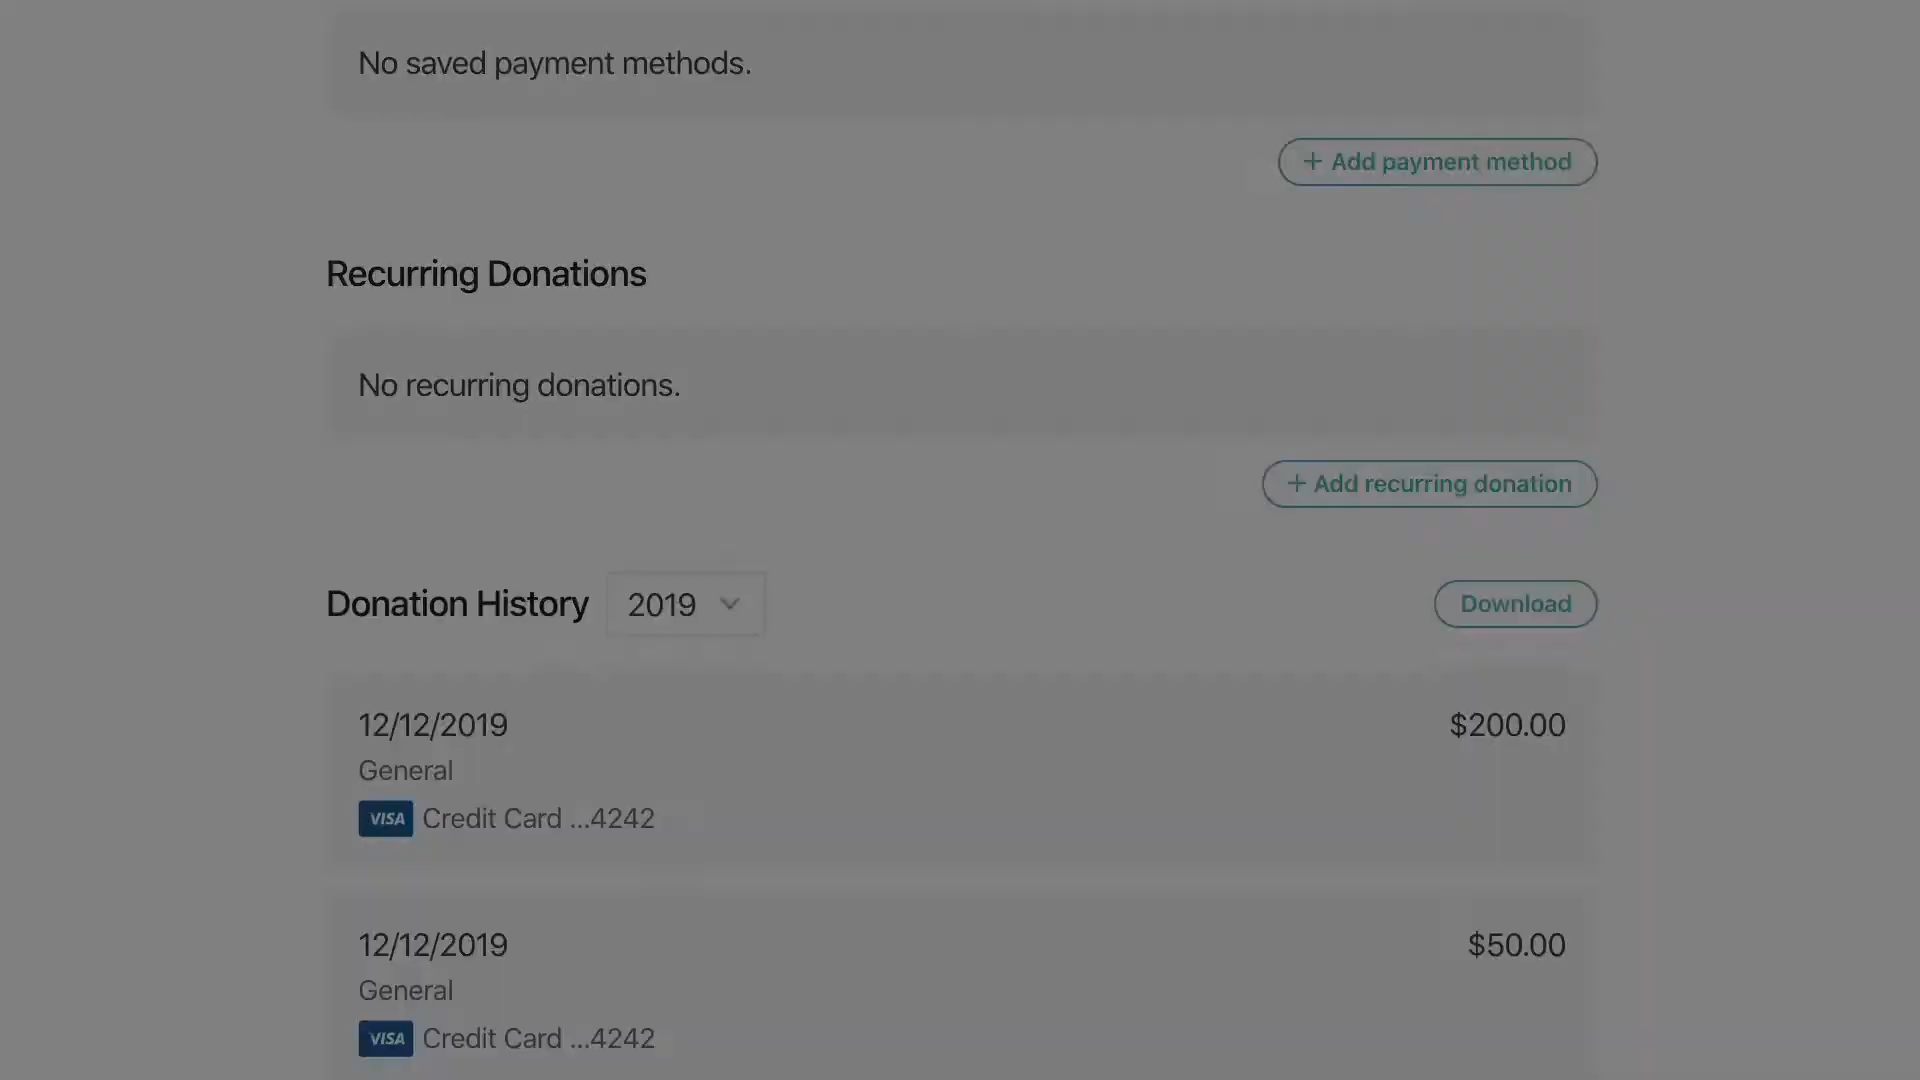 No saved payment methods.
+ Add payment method
Recurring Donations
No recurring donations.
+ Add recurring donation
Donation History 2019 Download
12/12/2019 $200.00
General
VISA Credit Card ...4242
12/12/2019 $50.00
General
VISA Credit Card ...4242